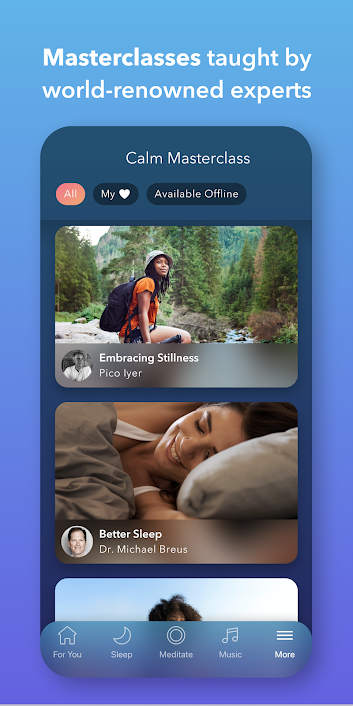 Masterclasses taught by
world-renowned experts
Calm Masterclass
All
My
Available Offline
Embracing Stillness
Pico Iyer
Better Sleep
Dr. Michael Breus
For You
Sleep
Meditate
Music
More